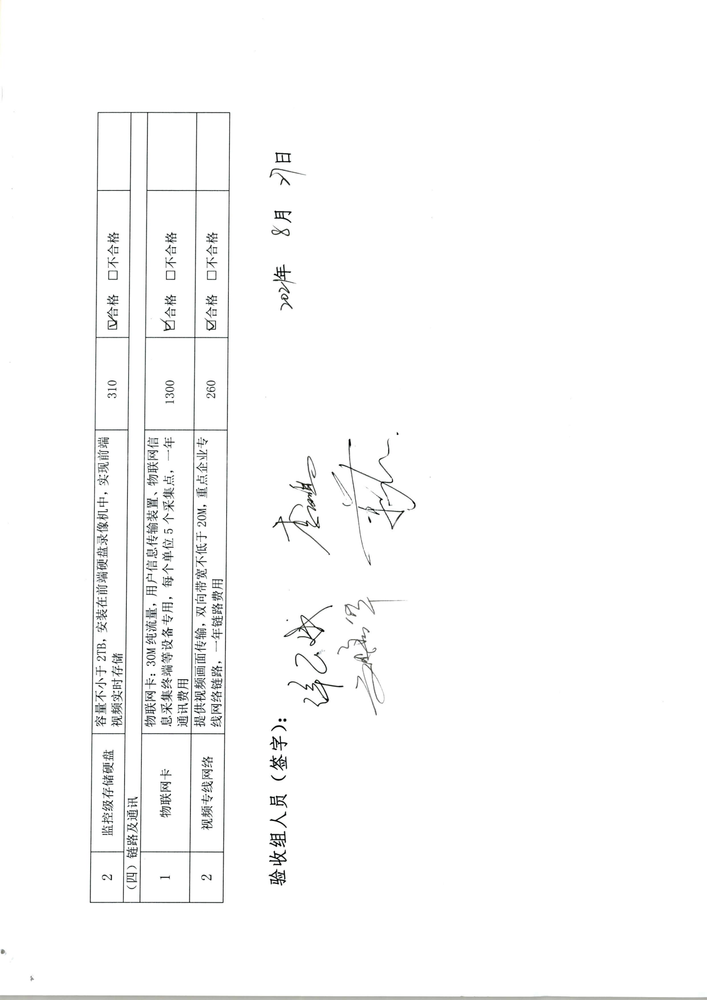 2 监控级存储硬盘 容量不小于 2TB，安装在前端硬盘录像机中，实现前端 310 ☑合格 □不合格
视频实时存储
（四）链路及通讯
1 物联网卡 物联网卡：30M 纯流量，用户信息传输装置、物联网信 1300 ☑合格 □不合格
息采集终端等设备专用，每个单位 5 个采集点，一年
通讯费用
2 视频专线网络 提供视频画面传输，双向带宽不低于 20M，重点企业专 260 ☑合格 □不合格
线网络链路，一年链路费用
验收组人员（签字）： 2021年 8月 日